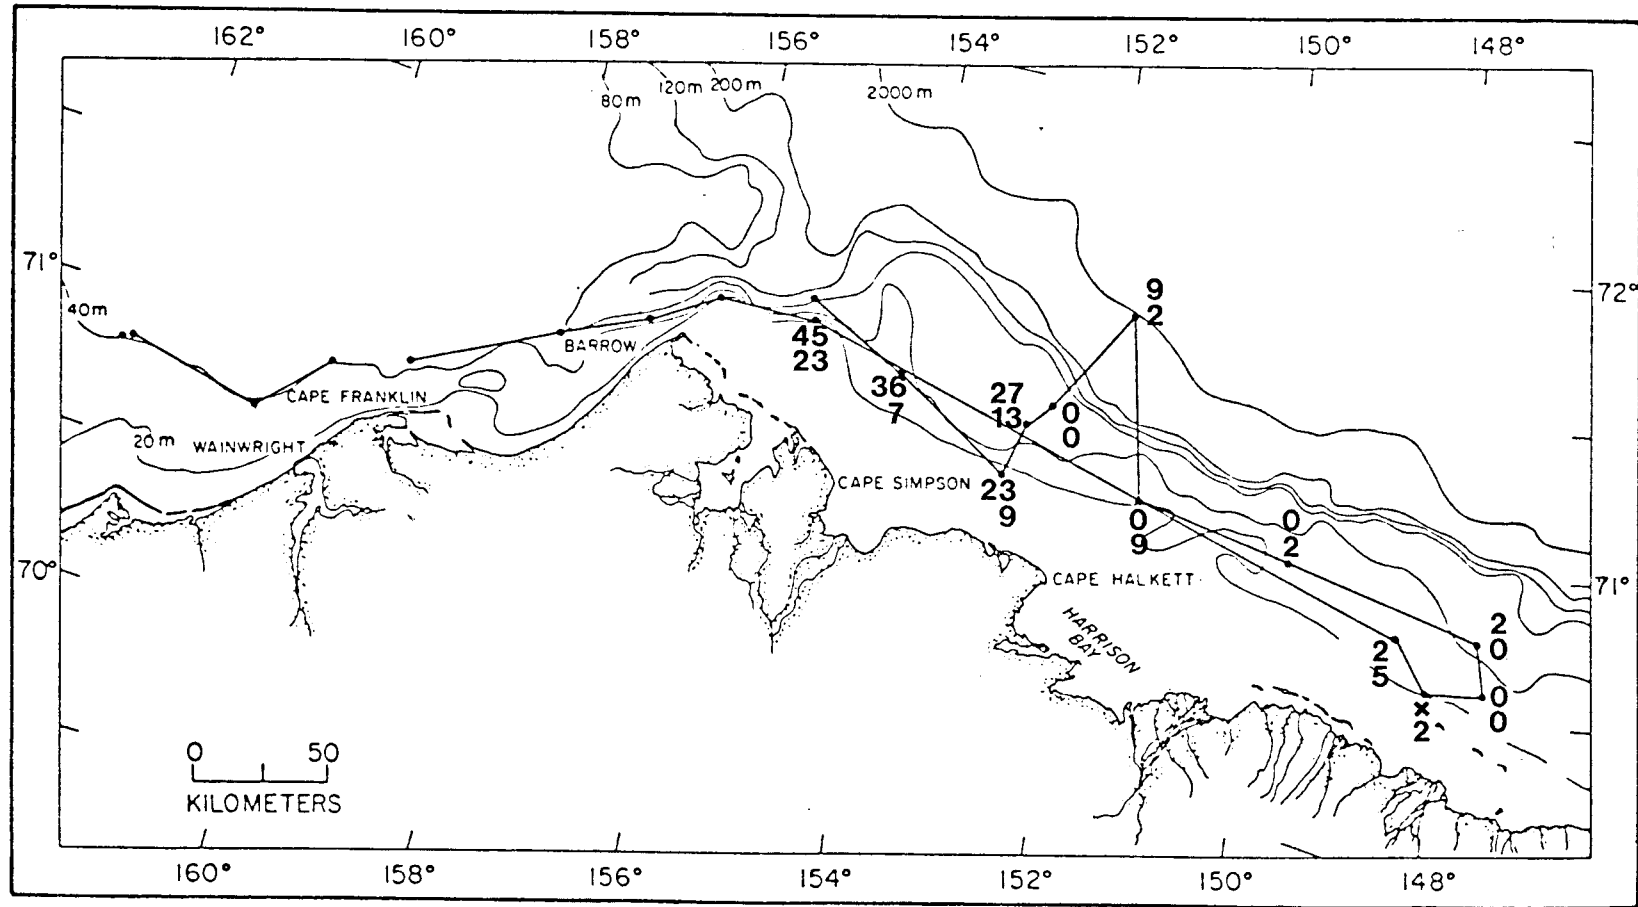 162° 160° 158° 156° 154° 152° 150° 148°
80m 120m 200m 2000m
71°
72°
40m
9
2
BARROW
45
23
CAPE FRANKLIN
36
7
27
13
0
0
20m
WAINWRIGHT
CAPE SIMPSON
23
9
0
9
0
2
70°
71°
CAPE HALKETT
HARRISON
BAY
2
0
2
5
0
0
x
2
0 50
KILOMETERS
160° 158° 156° 154° 152° 150° 148°